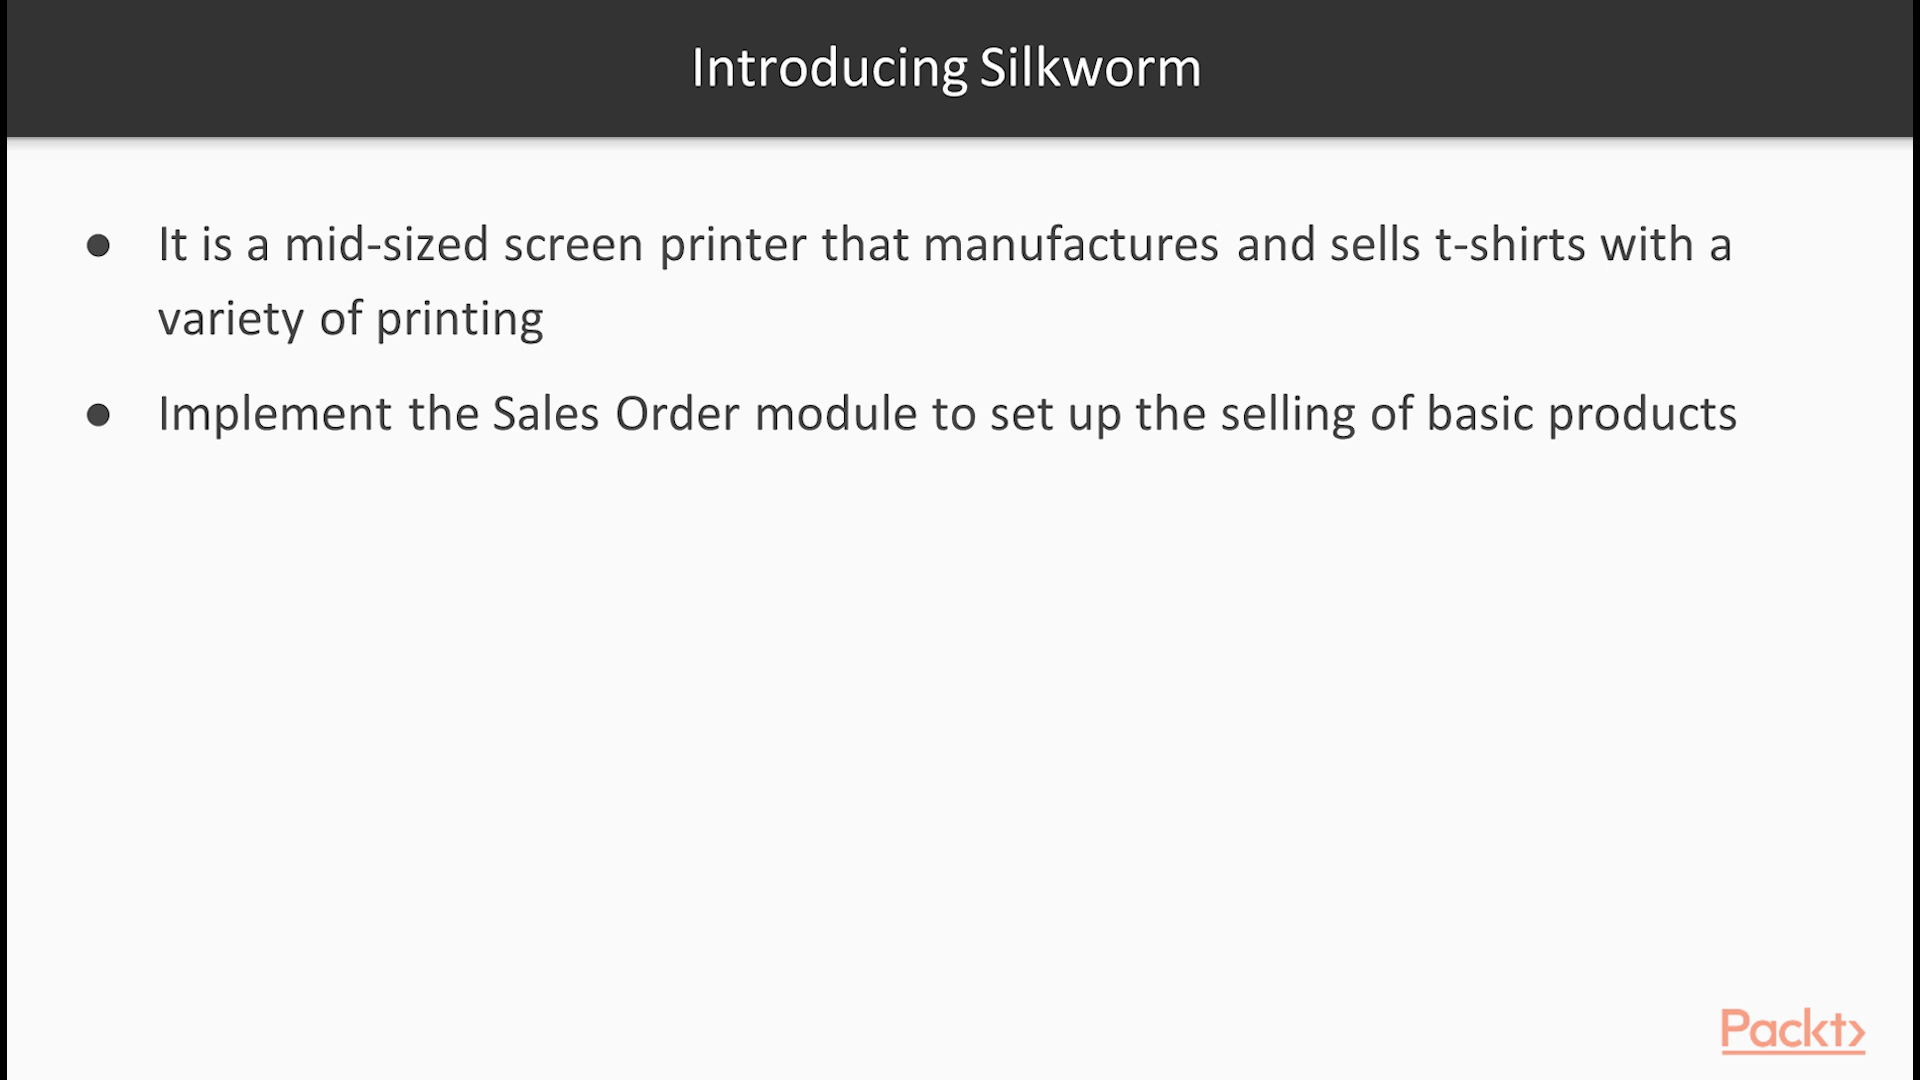 Introducing Silkworm
● It is a mid-sized screen printer that manufactures and sells t-shirts with a
variety of printing
● Implement the Sales Order module to set up the selling of basic products
Packt>